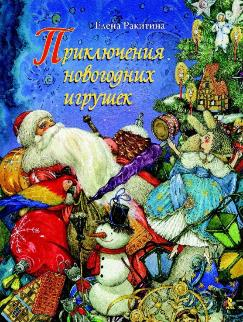 Елена Ракитина
Приключения
новогодних
игрушек